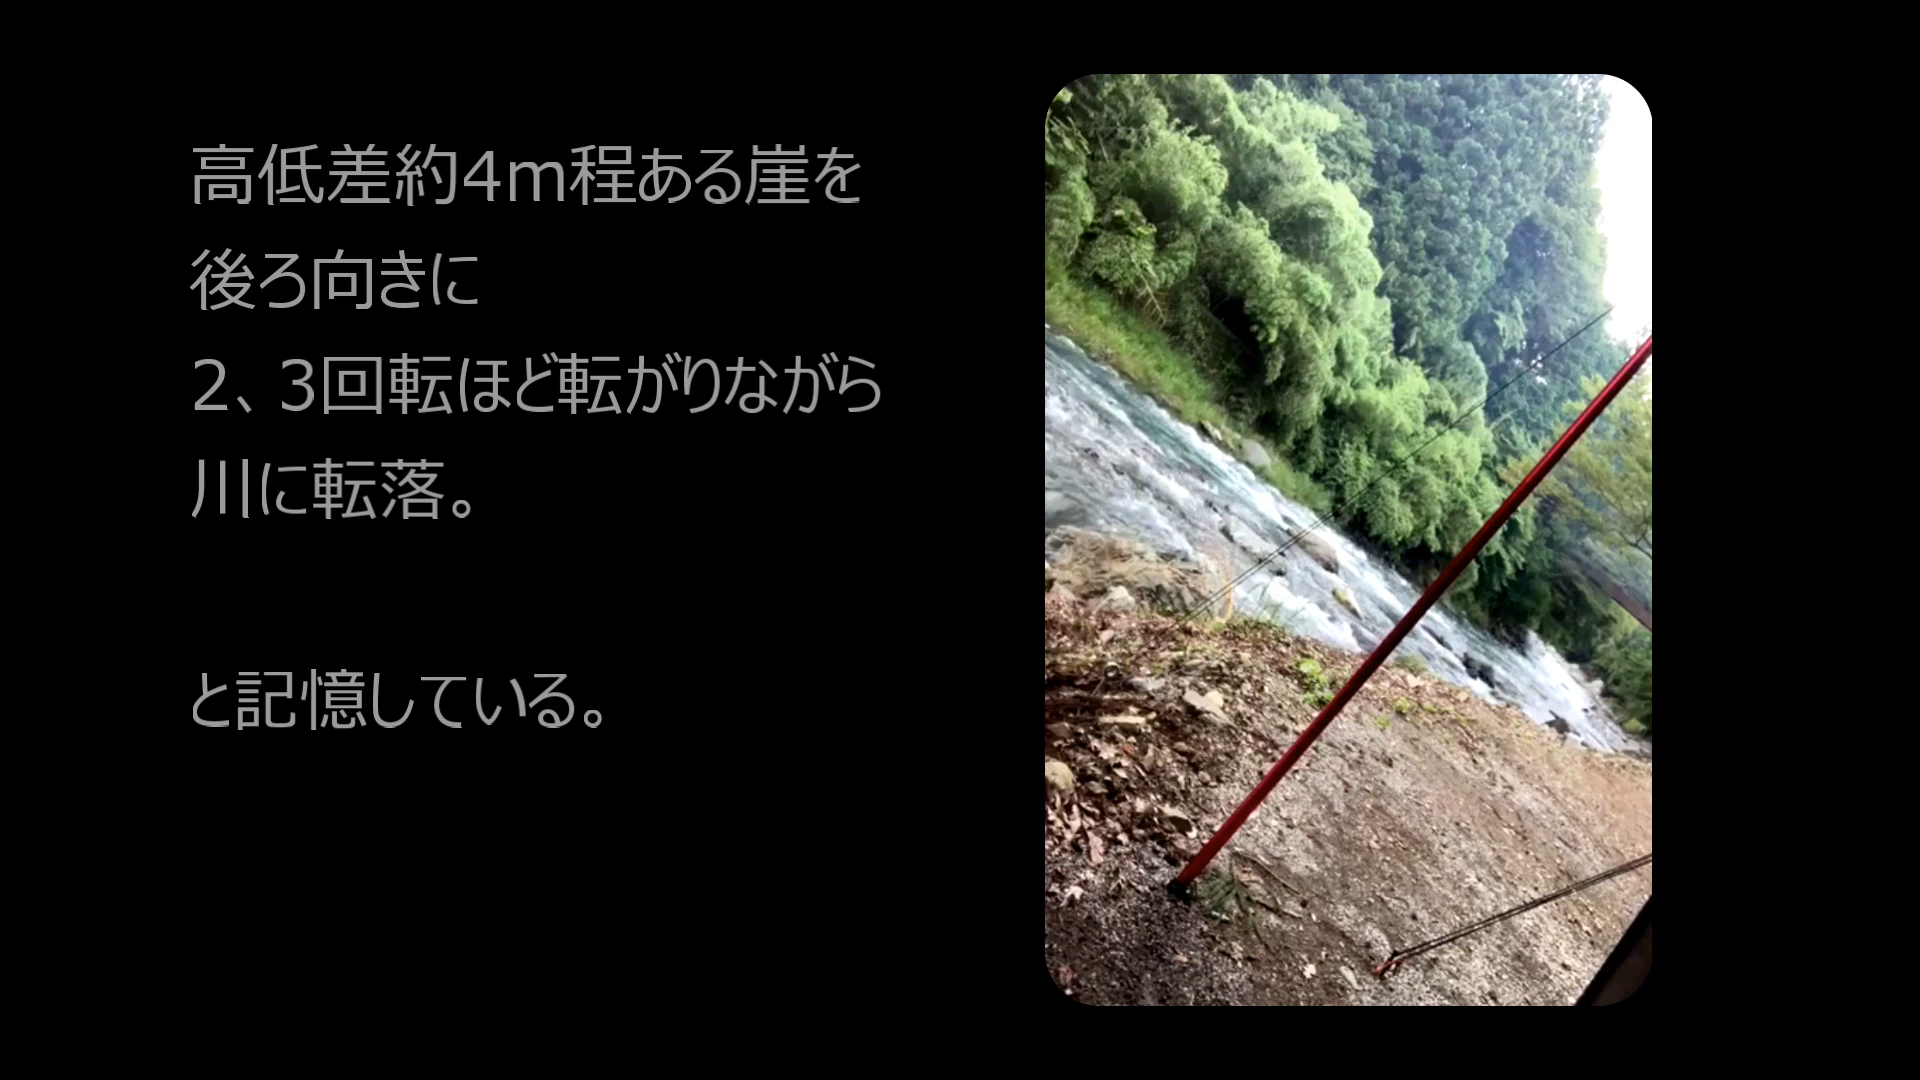 高低差約4m程ある崖を
後ろ向きに
2、3回転ほど転がりながら
川に転落。
と記憶している。